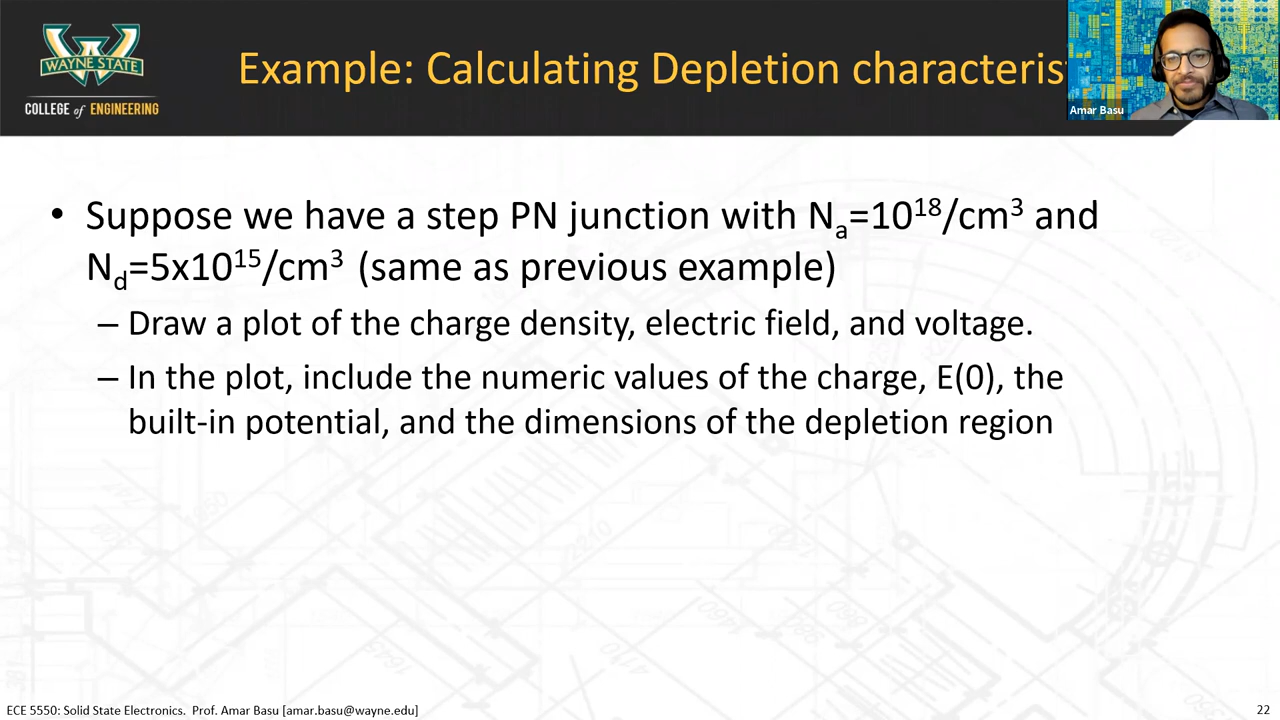 WAYNE STATE
COLLEGE of ENGINEERING
Example: Calculating Depletion characteris
Amar Basu
• Suppose we have a step PN junction with Nₐ=10¹⁸/cm³ and
N_d=5x10¹⁵/cm³ (same as previous example)
– Draw a plot of the charge density, electric field, and voltage.
– In the plot, include the numeric values of the charge, E(0), the
built-in potential, and the dimensions of the depletion region
ECE 5550: Solid State Electronics. Prof. Amar Basu [amar.basu@wayne.edu]
22